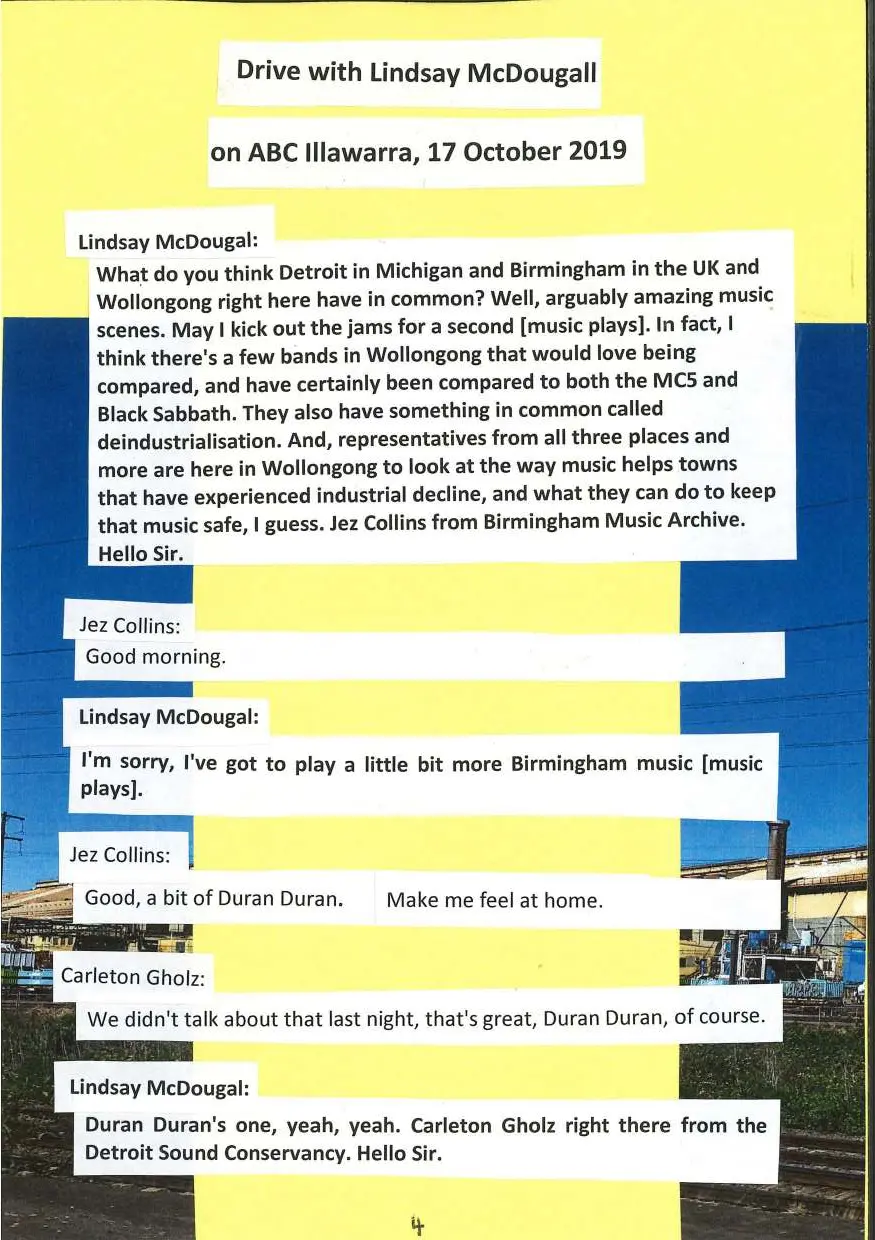 Drive with Lindsay McDougall
on ABC Illawarra, 17 October 2019
Lindsay McDougal:
What do you think Detroit in Michigan and Birmingham in the UK and
Wollongong right here have in common? Well, arguably amazing music
scenes. May I kick out the jams for a second [music plays]. In fact, I
think there's a few bands in Wollongong that would love being
compared, and have certainly been compared to both the MC5 and
Black Sabbath. They also have something in common called
deindustrialisation. And, representatives from all three places and
more are here in Wollongong to look at the way music helps towns
that have experienced industrial decline, and what they can do to keep
that music safe, I guess. Jez Collins from Birmingham Music Archive.
Hello Sir.
Jez Collins:
Good morning.
Lindsay McDougal:
I'm sorry, I've got to play a little bit more Birmingham music [music
plays].
Jez Collins:
Good, a bit of Duran Duran. Make me feel at home.
Carleton Gholz:
We didn't talk about that last night, that's great, Duran Duran, of course.
Lindsay McDougal:
Duran Duran's one, yeah, yeah. Carleton Gholz right there from the
Detroit Sound Conservancy. Hello Sir.
4